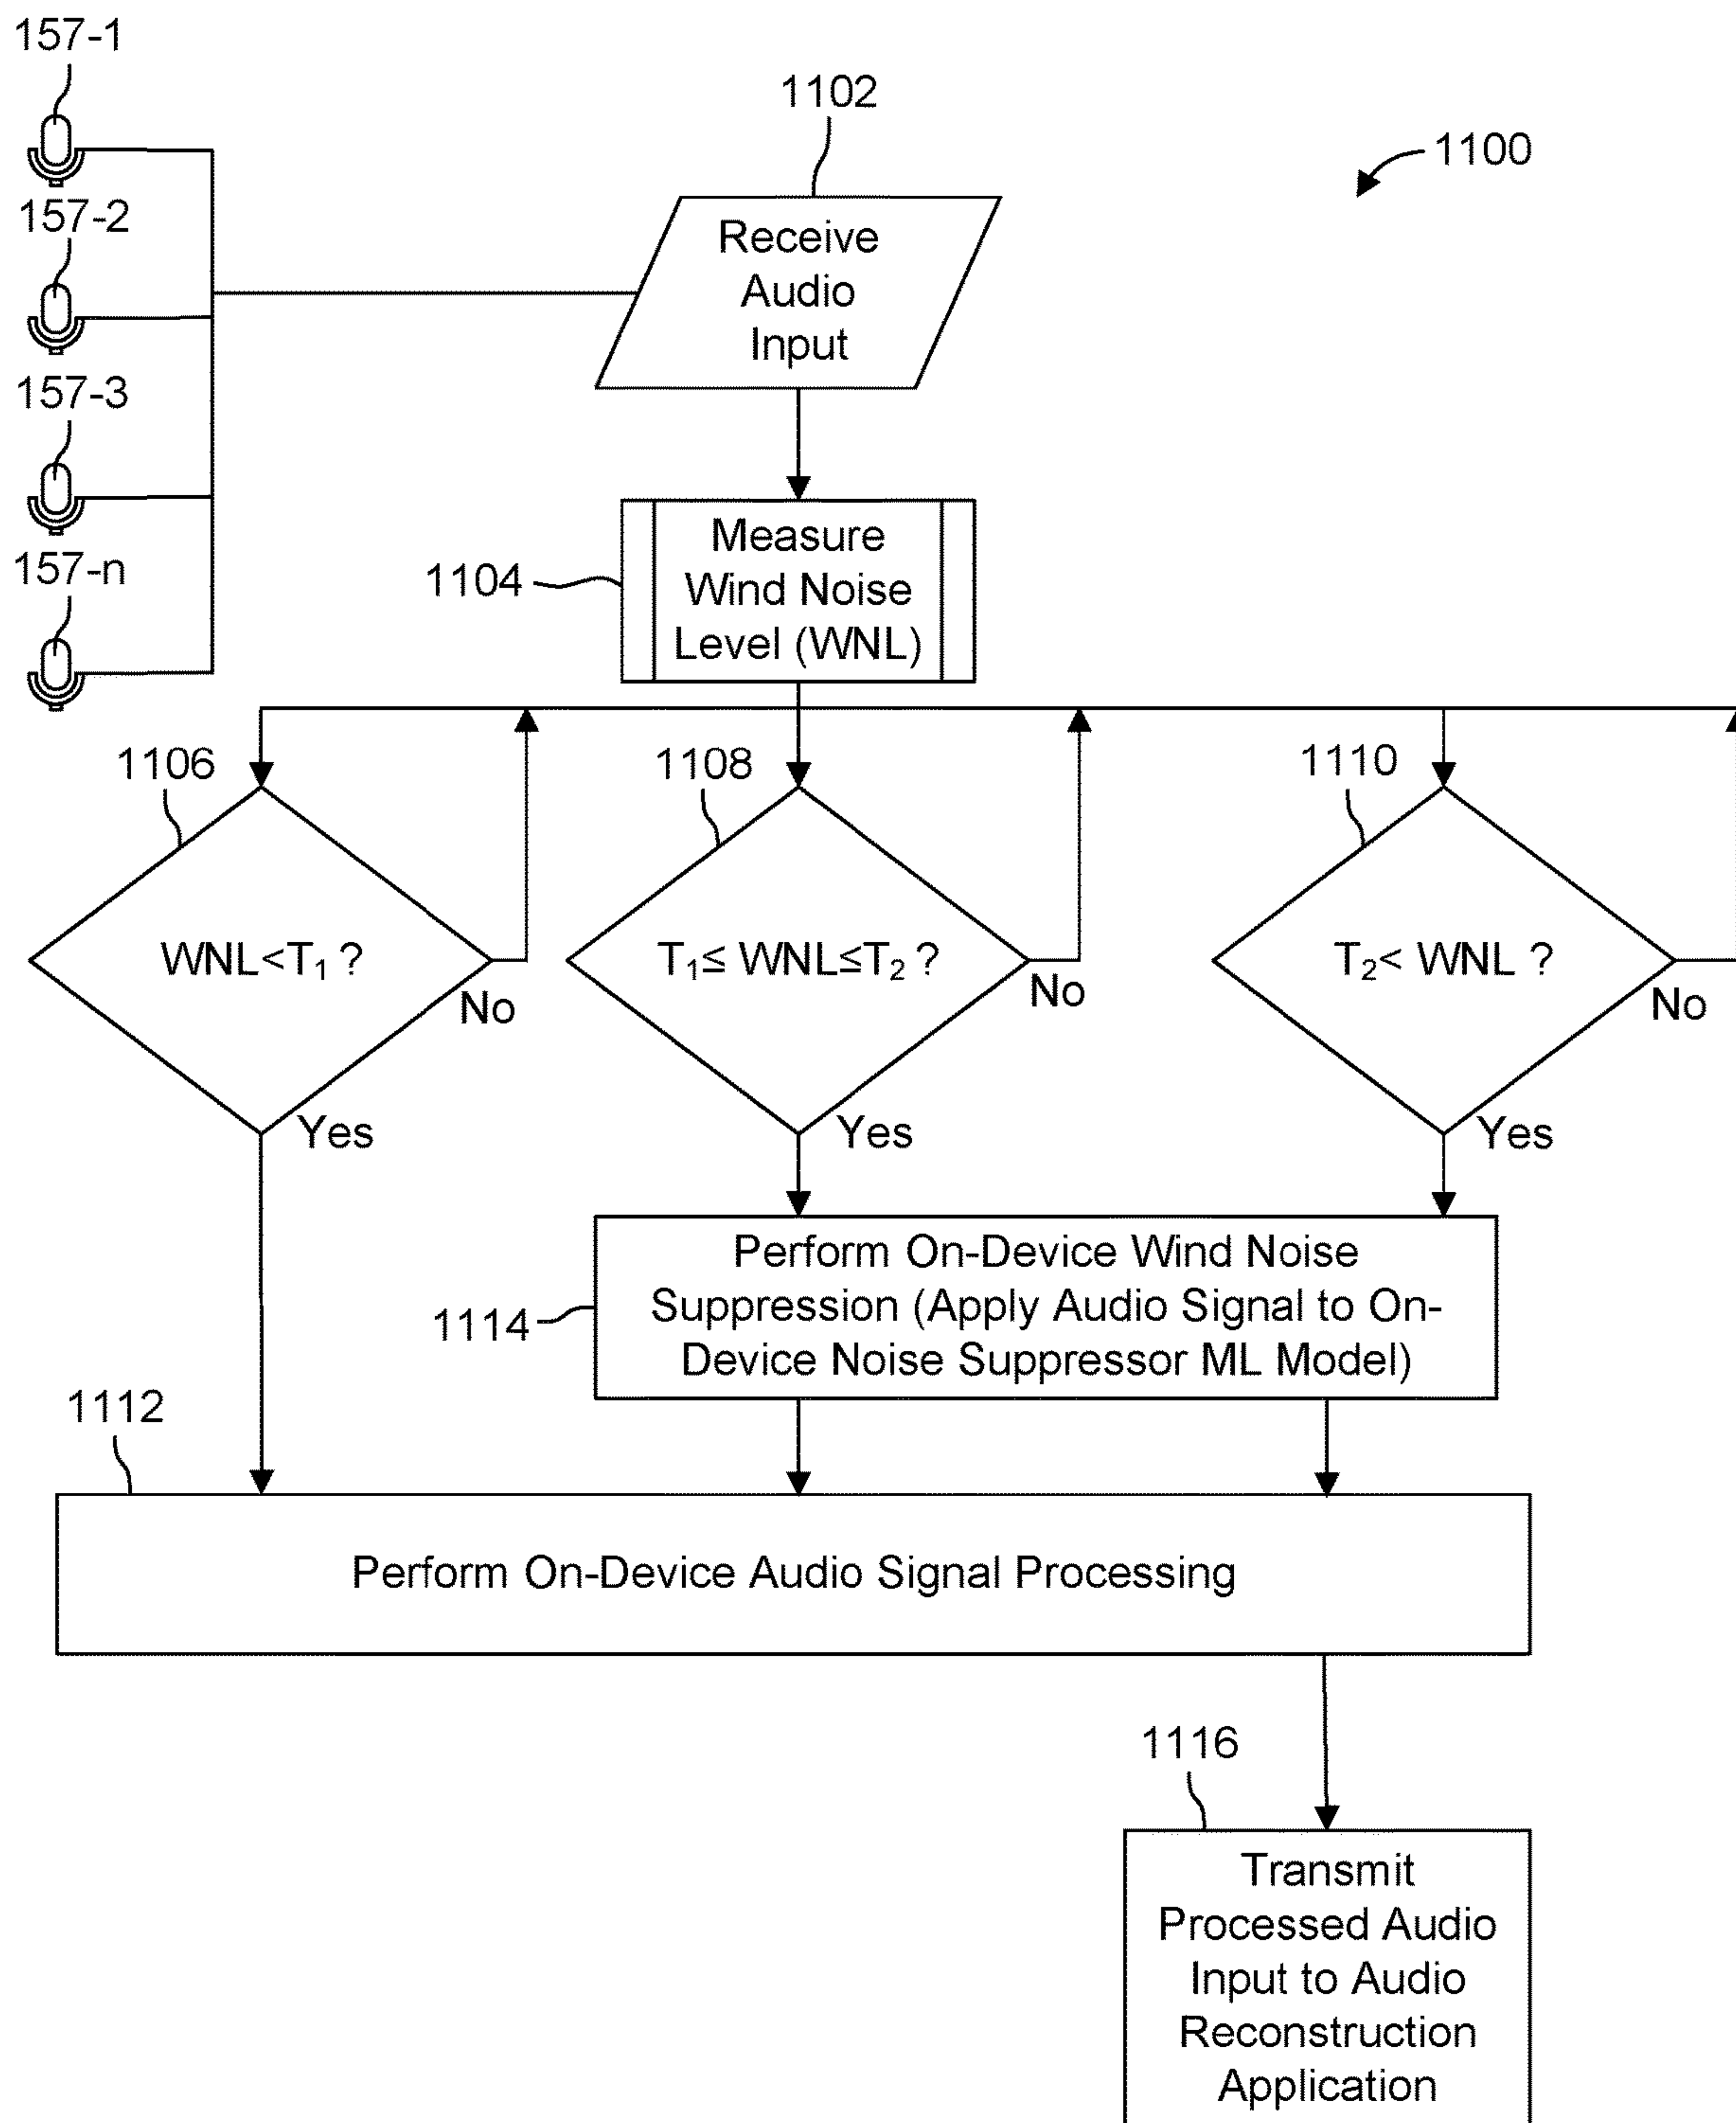 157-1
1102
1100
157-2
Receive
Audio
Input
157-3
157-n
1104
Measure
Wind Noise
Level (WNL)
1106
1108
1110
WNL<T₁ ?
No
T₁≤ WNL≤T₂ ?
No
T₂< WNL ?
No
Yes
Yes
Yes
1114
Perform On-Device Wind Noise
Suppression (Apply Audio Signal to On-
Device Noise Suppressor ML Model)
1112
Perform On-Device Audio Signal Processing
1116
Transmit
Processed Audio
Input to Audio
Reconstruction
Application